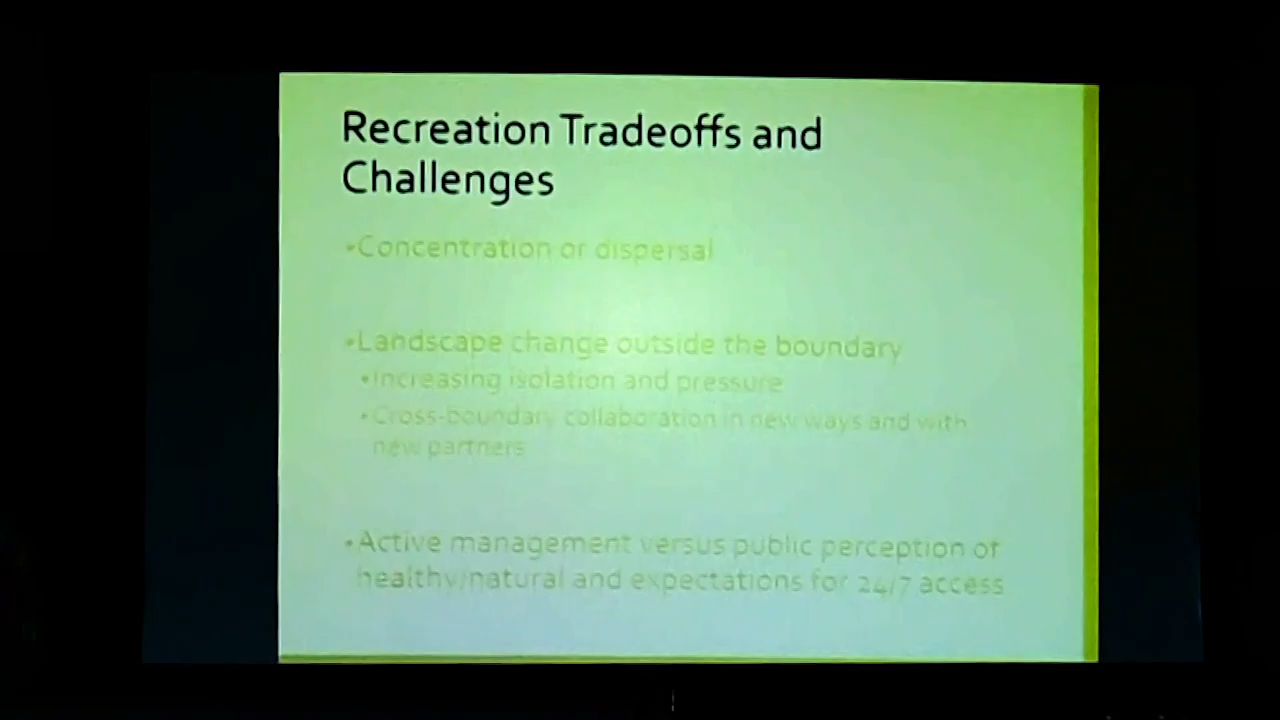 Recreation Tradeoffs and
Challenges
•Concentration or dispersal
•Landscape change outside the boundary
•Increasing isolation and pressure
•Cross-boundary collaboration in new ways and with
new partners
•Active management versus public perception of
healthy/natural and expectations for 24/7 access